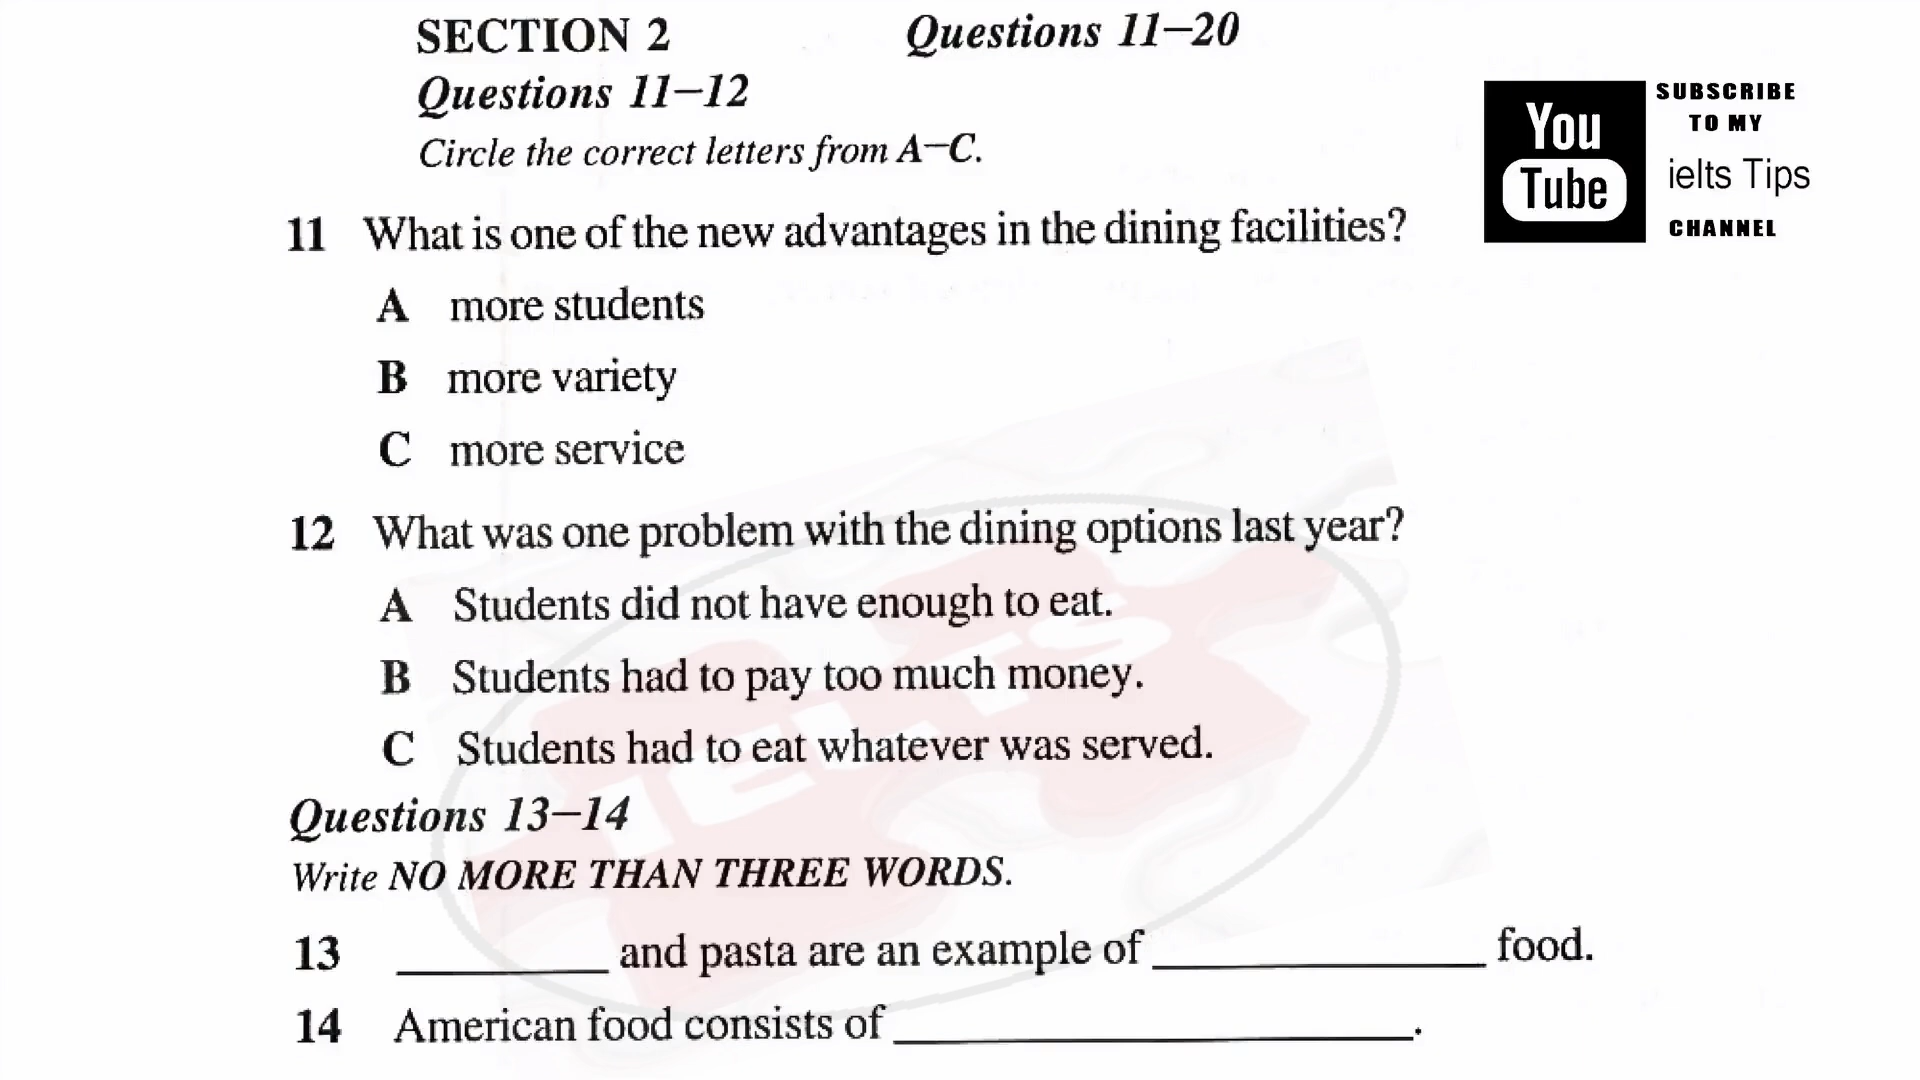 SECTION 2 Questions 11–20
Questions 11–12
Circle the correct letters from A–C.
You Tube
SUBSCRIBE
TO MY
ielts Tips
CHANNEL
11 What is one of the new advantages in the dining facilities?
A more students
B more variety
C more service
12 What was one problem with the dining options last year?
A Students did not have enough to eat.
B Students had to pay too much money.
C Students had to eat whatever was served.
IELTS
Questions 13–14
Write NO MORE THAN THREE WORDS.
13 __________ and pasta are an example of _______________ food.
14 American food consists of ________________________.